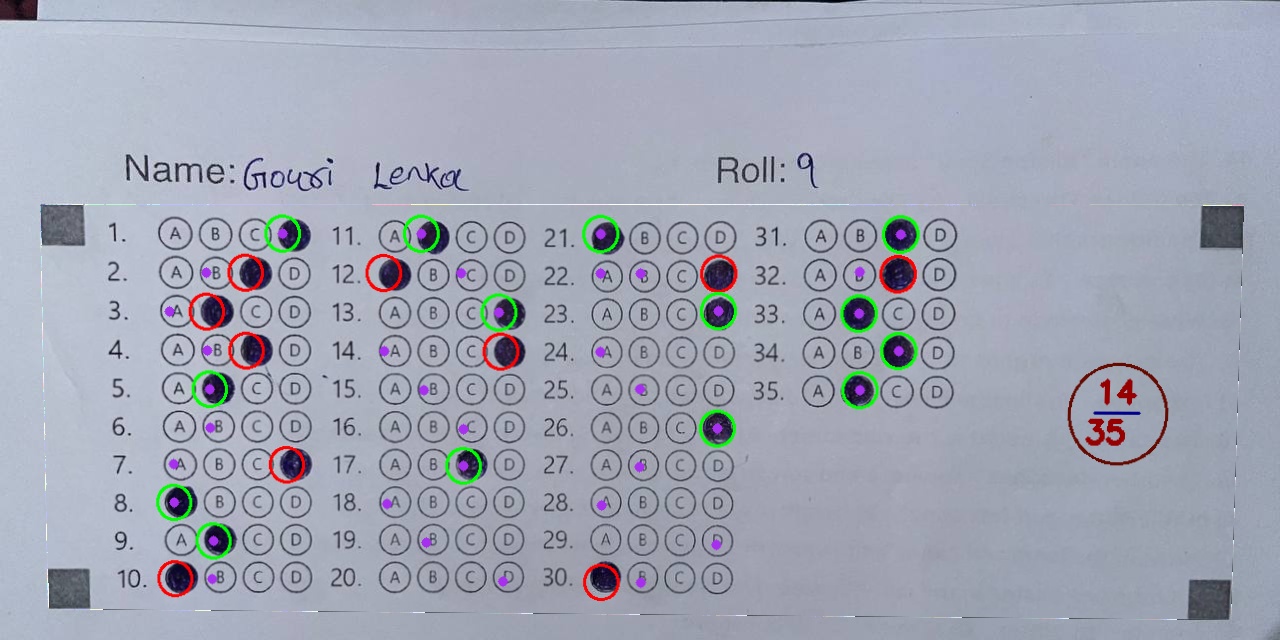 Name: Gouri Lenka Roll: 9
1. A B C 11. A C D 21. B C D 31. A B D
2. A B D 12. B C D 22. A B C 32. A B D
3. A C D 13. A B C 23. A B C 33. A C D
4. A B D 14. A B C 24. A B C D 34. A B D
5. A C D 15. A B C D 25. A B C D 35. A C D
6. A B C D 16. A B C D 26. A B C
7. A B C 17. A B D 27. A B C D
8. B C D 18. A B C D 28. A B C D
9. A C D 19. A B C D 29. A B C D
10. B C D 20. A B C D 30. B C D
14
35